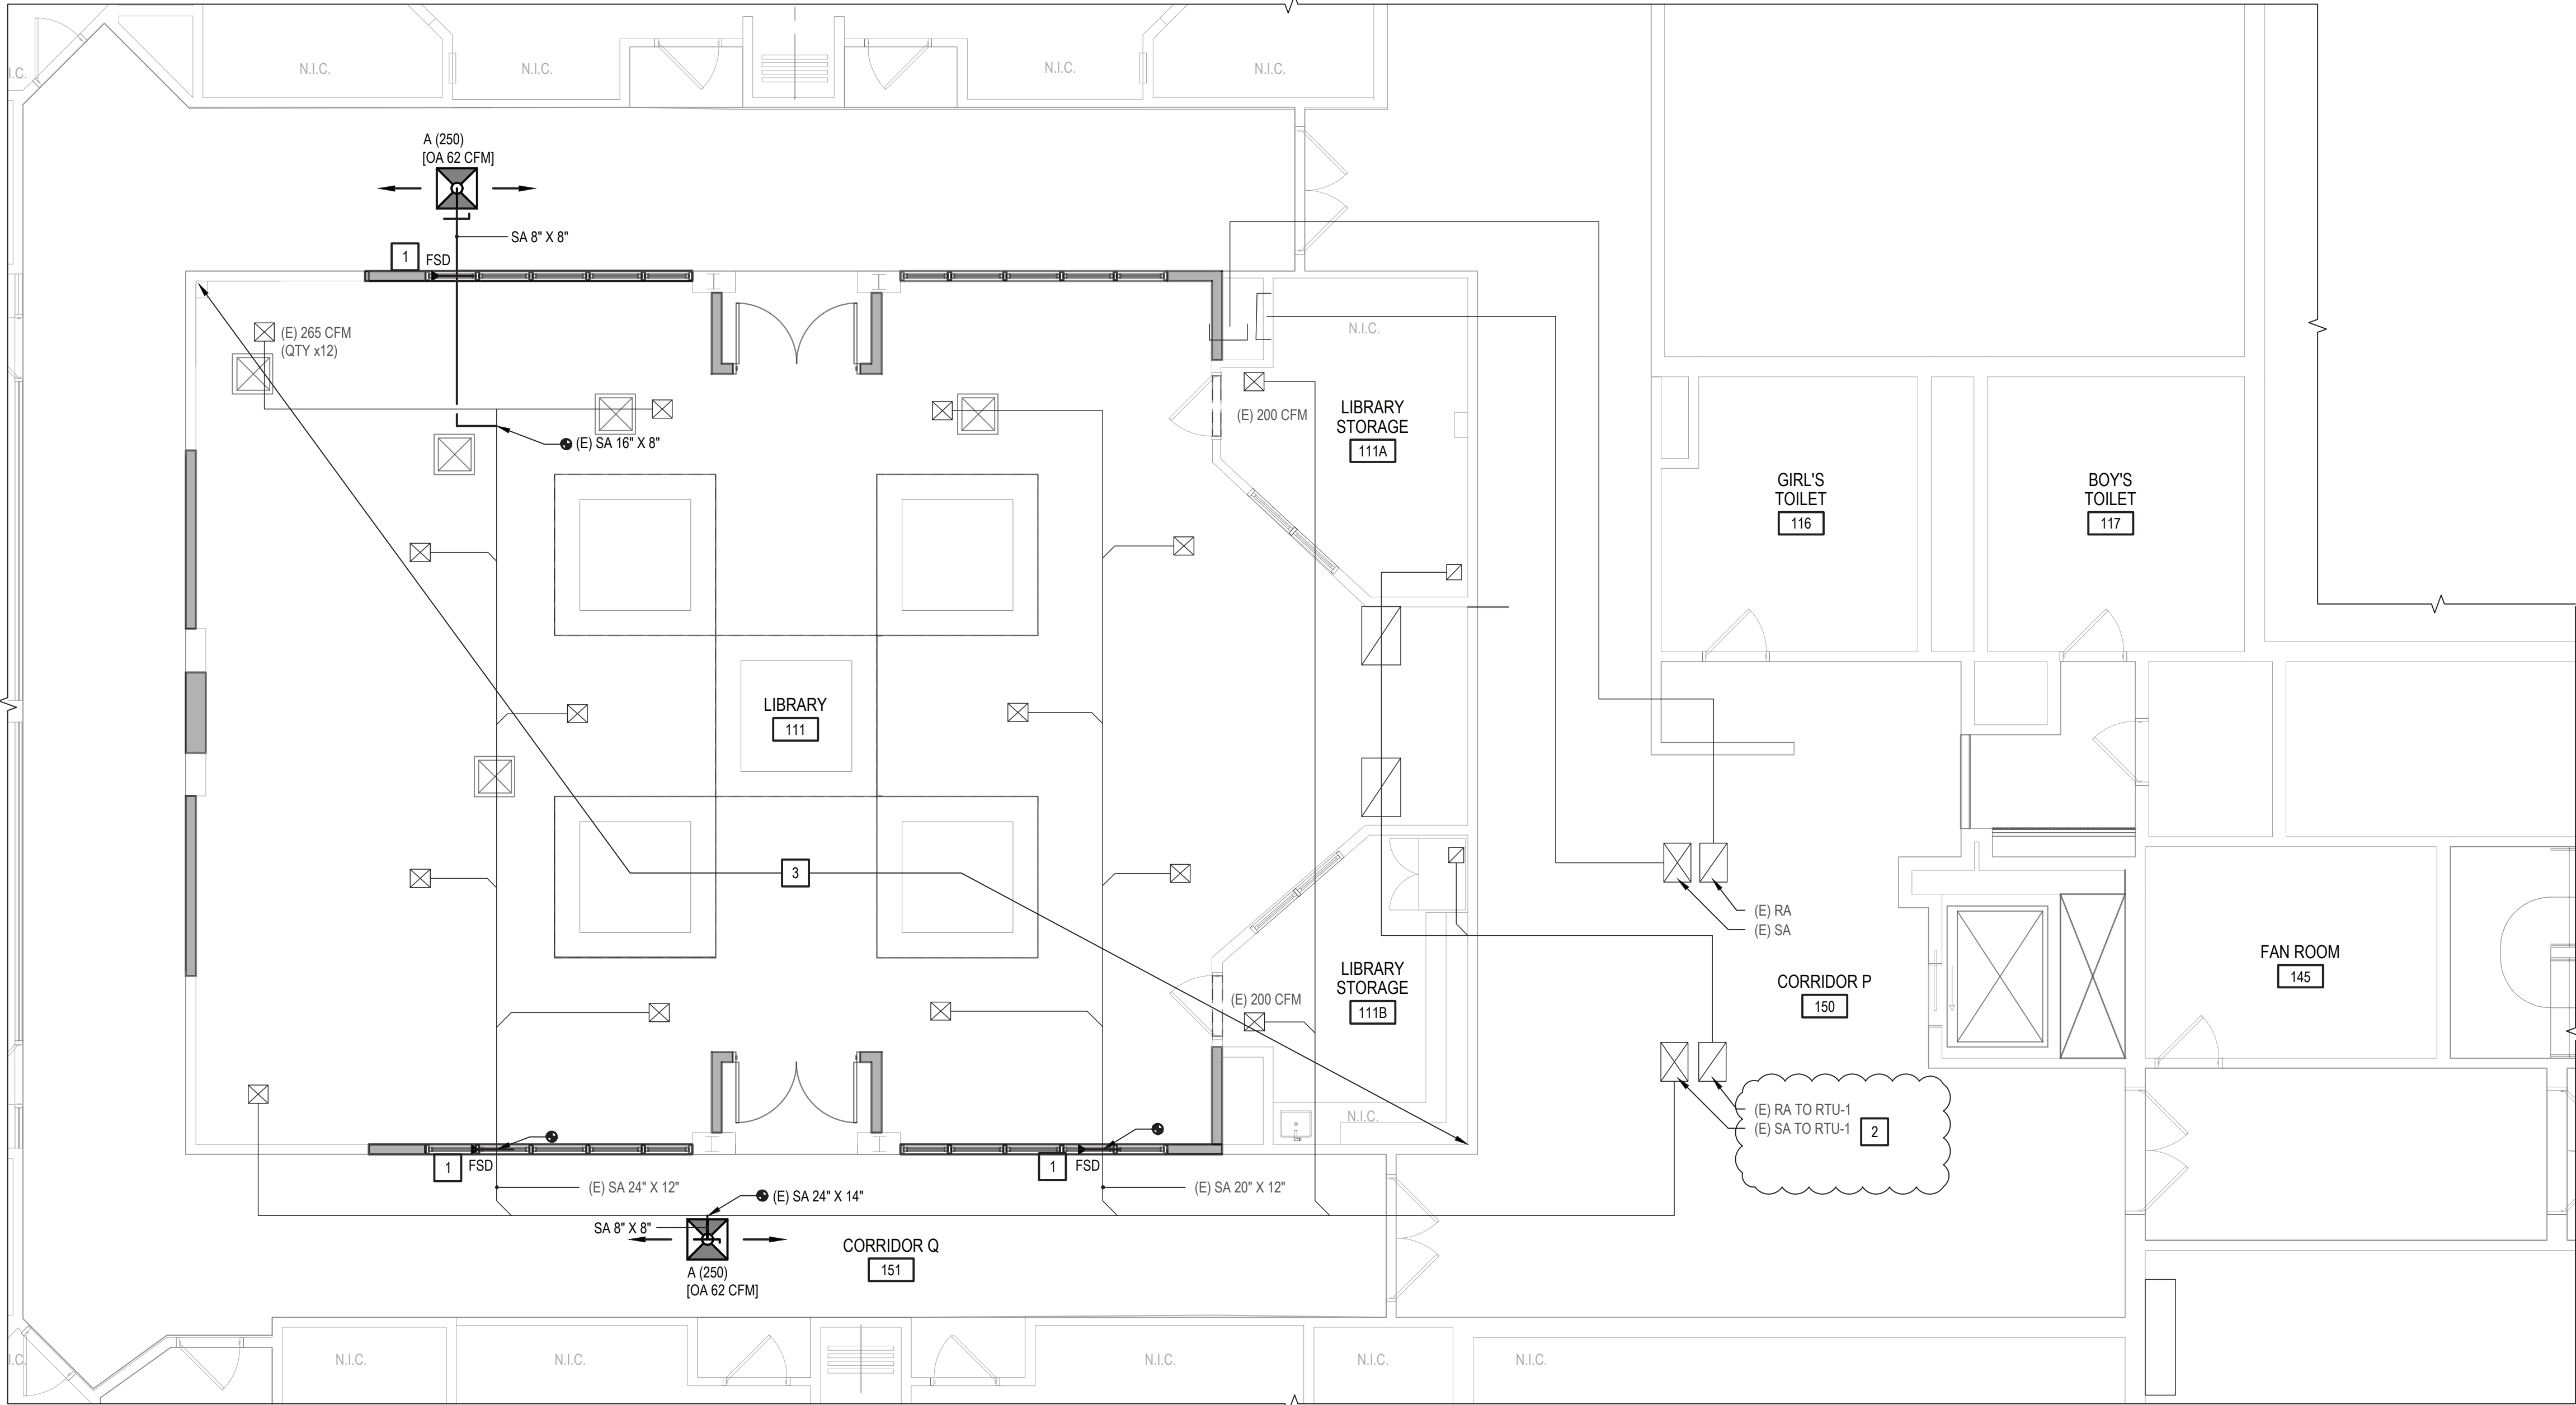 I.C.
N.I.C.
N.I.C.
N.I.C.
N.I.C.
A (250)
[OA 62 CFM]
SA 8" X 8"
1
FSD
(E) 265 CFM
(QTY x12)
N.I.C.
(E) 200 CFM
LIBRARY
STORAGE
111A
(E) SA 16" X 8"
GIRL'S
TOILET
116
BOY'S
TOILET
117
LIBRARY
111
3
(E) RA
(E) SA
LIBRARY
STORAGE
111B
(E) 200 CFM
CORRIDOR P
150
FAN ROOM
145
N.I.C.
(E) RA TO RTU-1
(E) SA TO RTU-1
2
1
FSD
1
FSD
(E) SA 24" X 12"
(E) SA 24" X 14"
(E) SA 20" X 12"
SA 8" X 8"
CORRIDOR Q
151
A (250)
[OA 62 CFM]
I.C.
N.I.C.
N.I.C.
N.I.C.
N.I.C.
N.I.C.